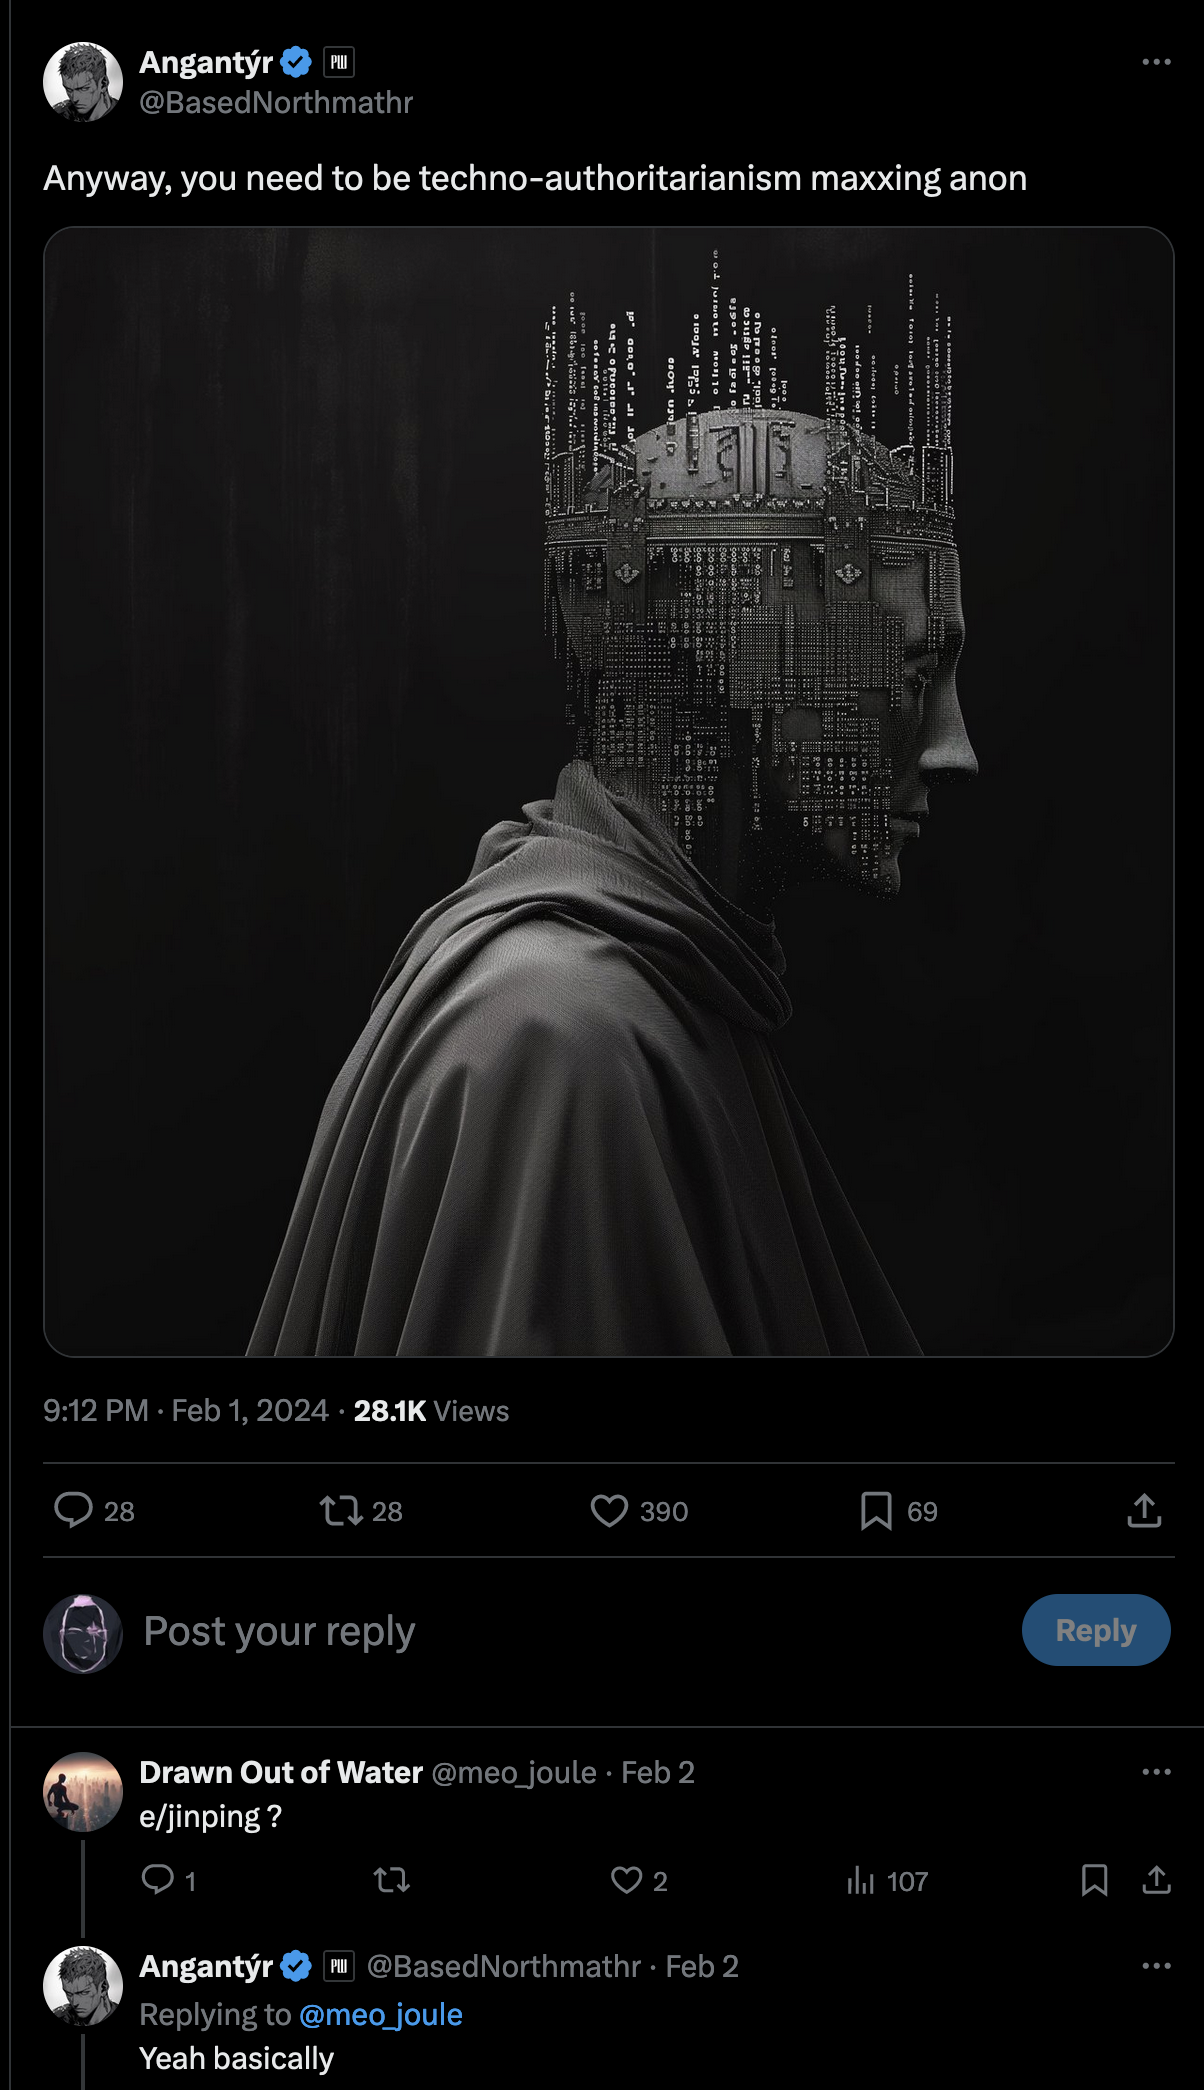 Angantýr PW
@BasedNorthmathr
Anyway, you need to be techno-authoritarianism maxxing anon
9:12 PM · Feb 1, 2024 · 28.1K Views
28 28 390 69
Post your reply Reply
Drawn Out of Water @meo_joule · Feb 2
e/jinping ?
1 2 107
Angantýr PW @BasedNorthmathr · Feb 2
Replying to @meo_joule
Yeah basically